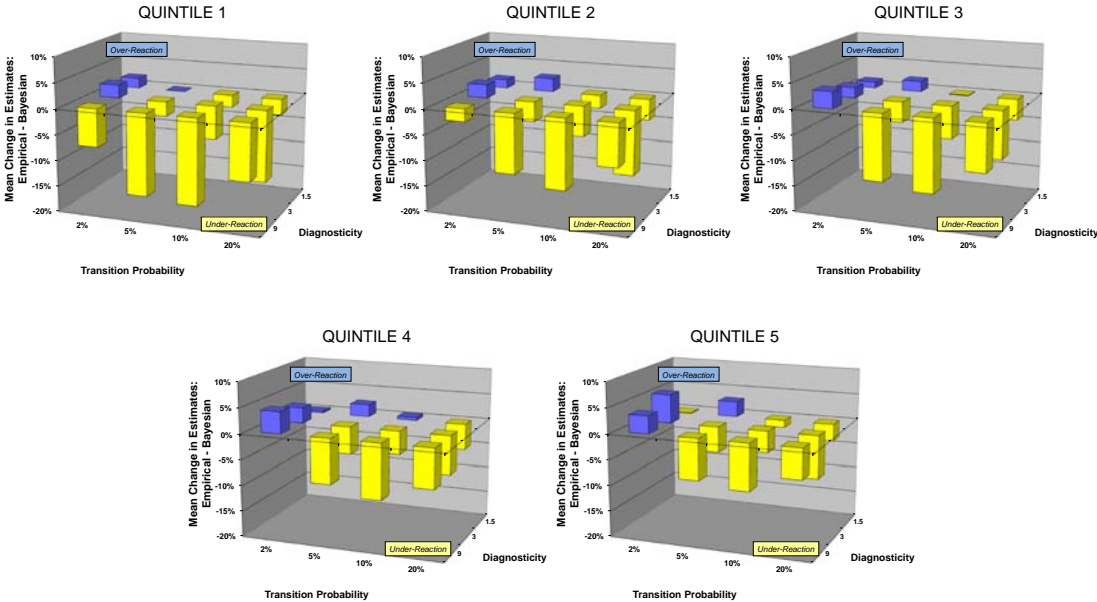 QUINTILE 1
Mean Change in Estimates:
Empirical - Bayesian
10%
5%
0%
-5%
-10%
-15%
-20%
Over-Reaction
Under-Reaction
2%
5%
10%
20%
1.5
3
9
Diagnosticity
Transition Probability
QUINTILE 2
Mean Change in Estimates:
Empirical - Bayesian
10%
5%
0%
-5%
-10%
-15%
-20%
Over-Reaction
Under-Reaction
2%
5%
10%
20%
1.5
3
9
Diagnosticity
Transition Probability
QUINTILE 3
Mean Change in Estimates:
Empirical - Bayesian
10%
5%
0%
-5%
-10%
-15%
-20%
Over-Reaction
Under-Reaction
2%
5%
10%
20%
1.5
3
9
Diagnosticity
Transition Probability
QUINTILE 4
Mean Change in Estimates:
Empirical - Bayesian
10%
5%
0%
-5%
-10%
-15%
-20%
Over-Reaction
Under-Reaction
2%
5%
10%
20%
1.5
3
9
Diagnosticity
Transition Probability
QUINTILE 5
Mean Change in Estimates:
Empirical - Bayesian
10%
5%
0%
-5%
-10%
-15%
-20%
Over-Reaction
Under-Reaction
2%
5%
10%
20%
1.5
3
9
Diagnosticity
Transition Probability